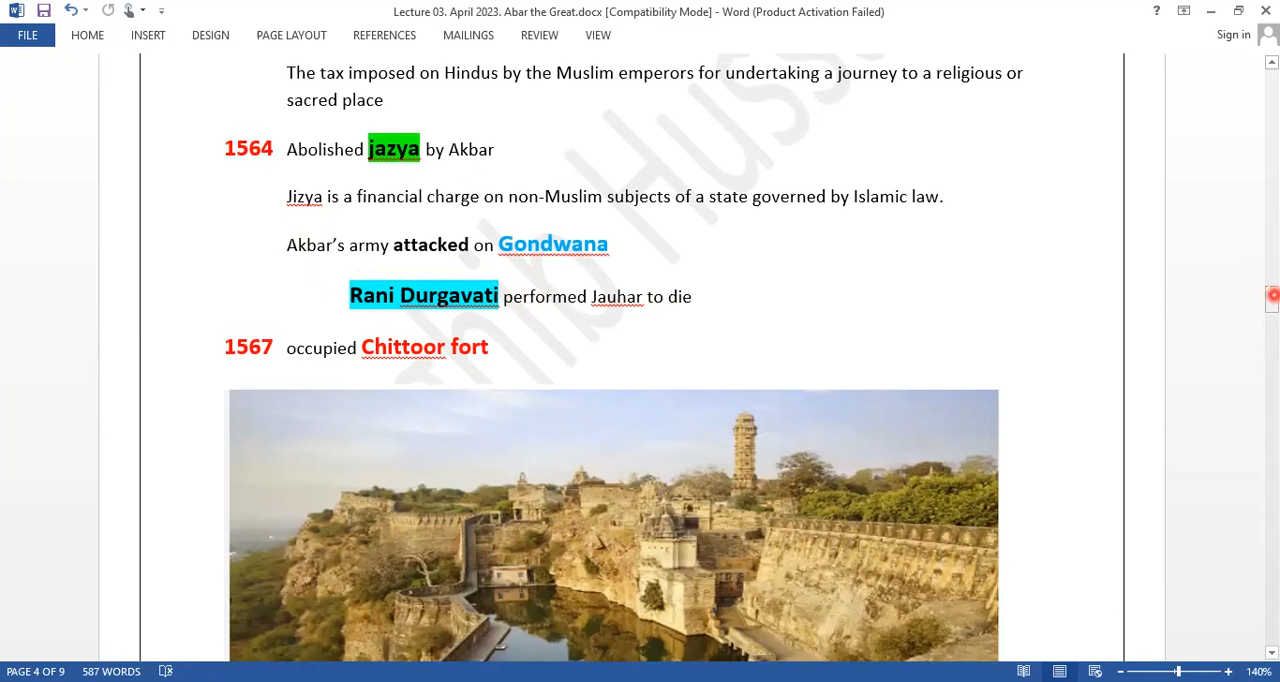 Lecture 03. April 2023. Abar the Great.docx [Compatibility Mode] - Word (Product Activation Failed)
?
FILE HOME INSERT DESIGN PAGE LAYOUT REFERENCES MAILINGS REVIEW VIEW Sign in
The tax imposed on Hindus by the Muslim emperors for undertaking a journey to a religious or
sacred place
1564 Abolished jazya by Akbar
Jizya is a financial charge on non-Muslim subjects of a state governed by Islamic law.
Akbar’s army attacked on Gondwana
Rani Durgavati performed Jauhar to die
1567 occupied Chittoor fort
PAGE 4 OF 9 587 WORDS 140%